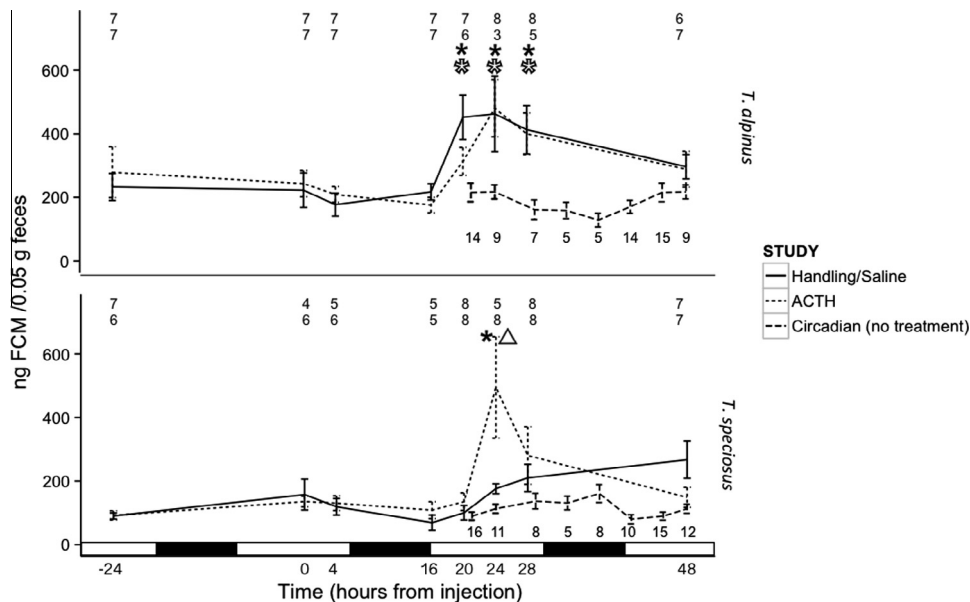 7 7 7 7 7 8 8 6
7 7 7 7 6 3 5 7
* * *
600
400
200
0
14 9 7 5 5 14 15 9
T. alpinus
7 4 5 5 8 5 8 7
6 6 6 5 8 8 8 7
* △
600
400
200
0
16 11 8 5 8 10 15 12
T. speciosus
ng FCM /0.05 g feces
-24 0 4 16 20 24 28 48
Time (hours from injection)
STUDY
Handling/Saline
ACTH
Circadian (no treatment)